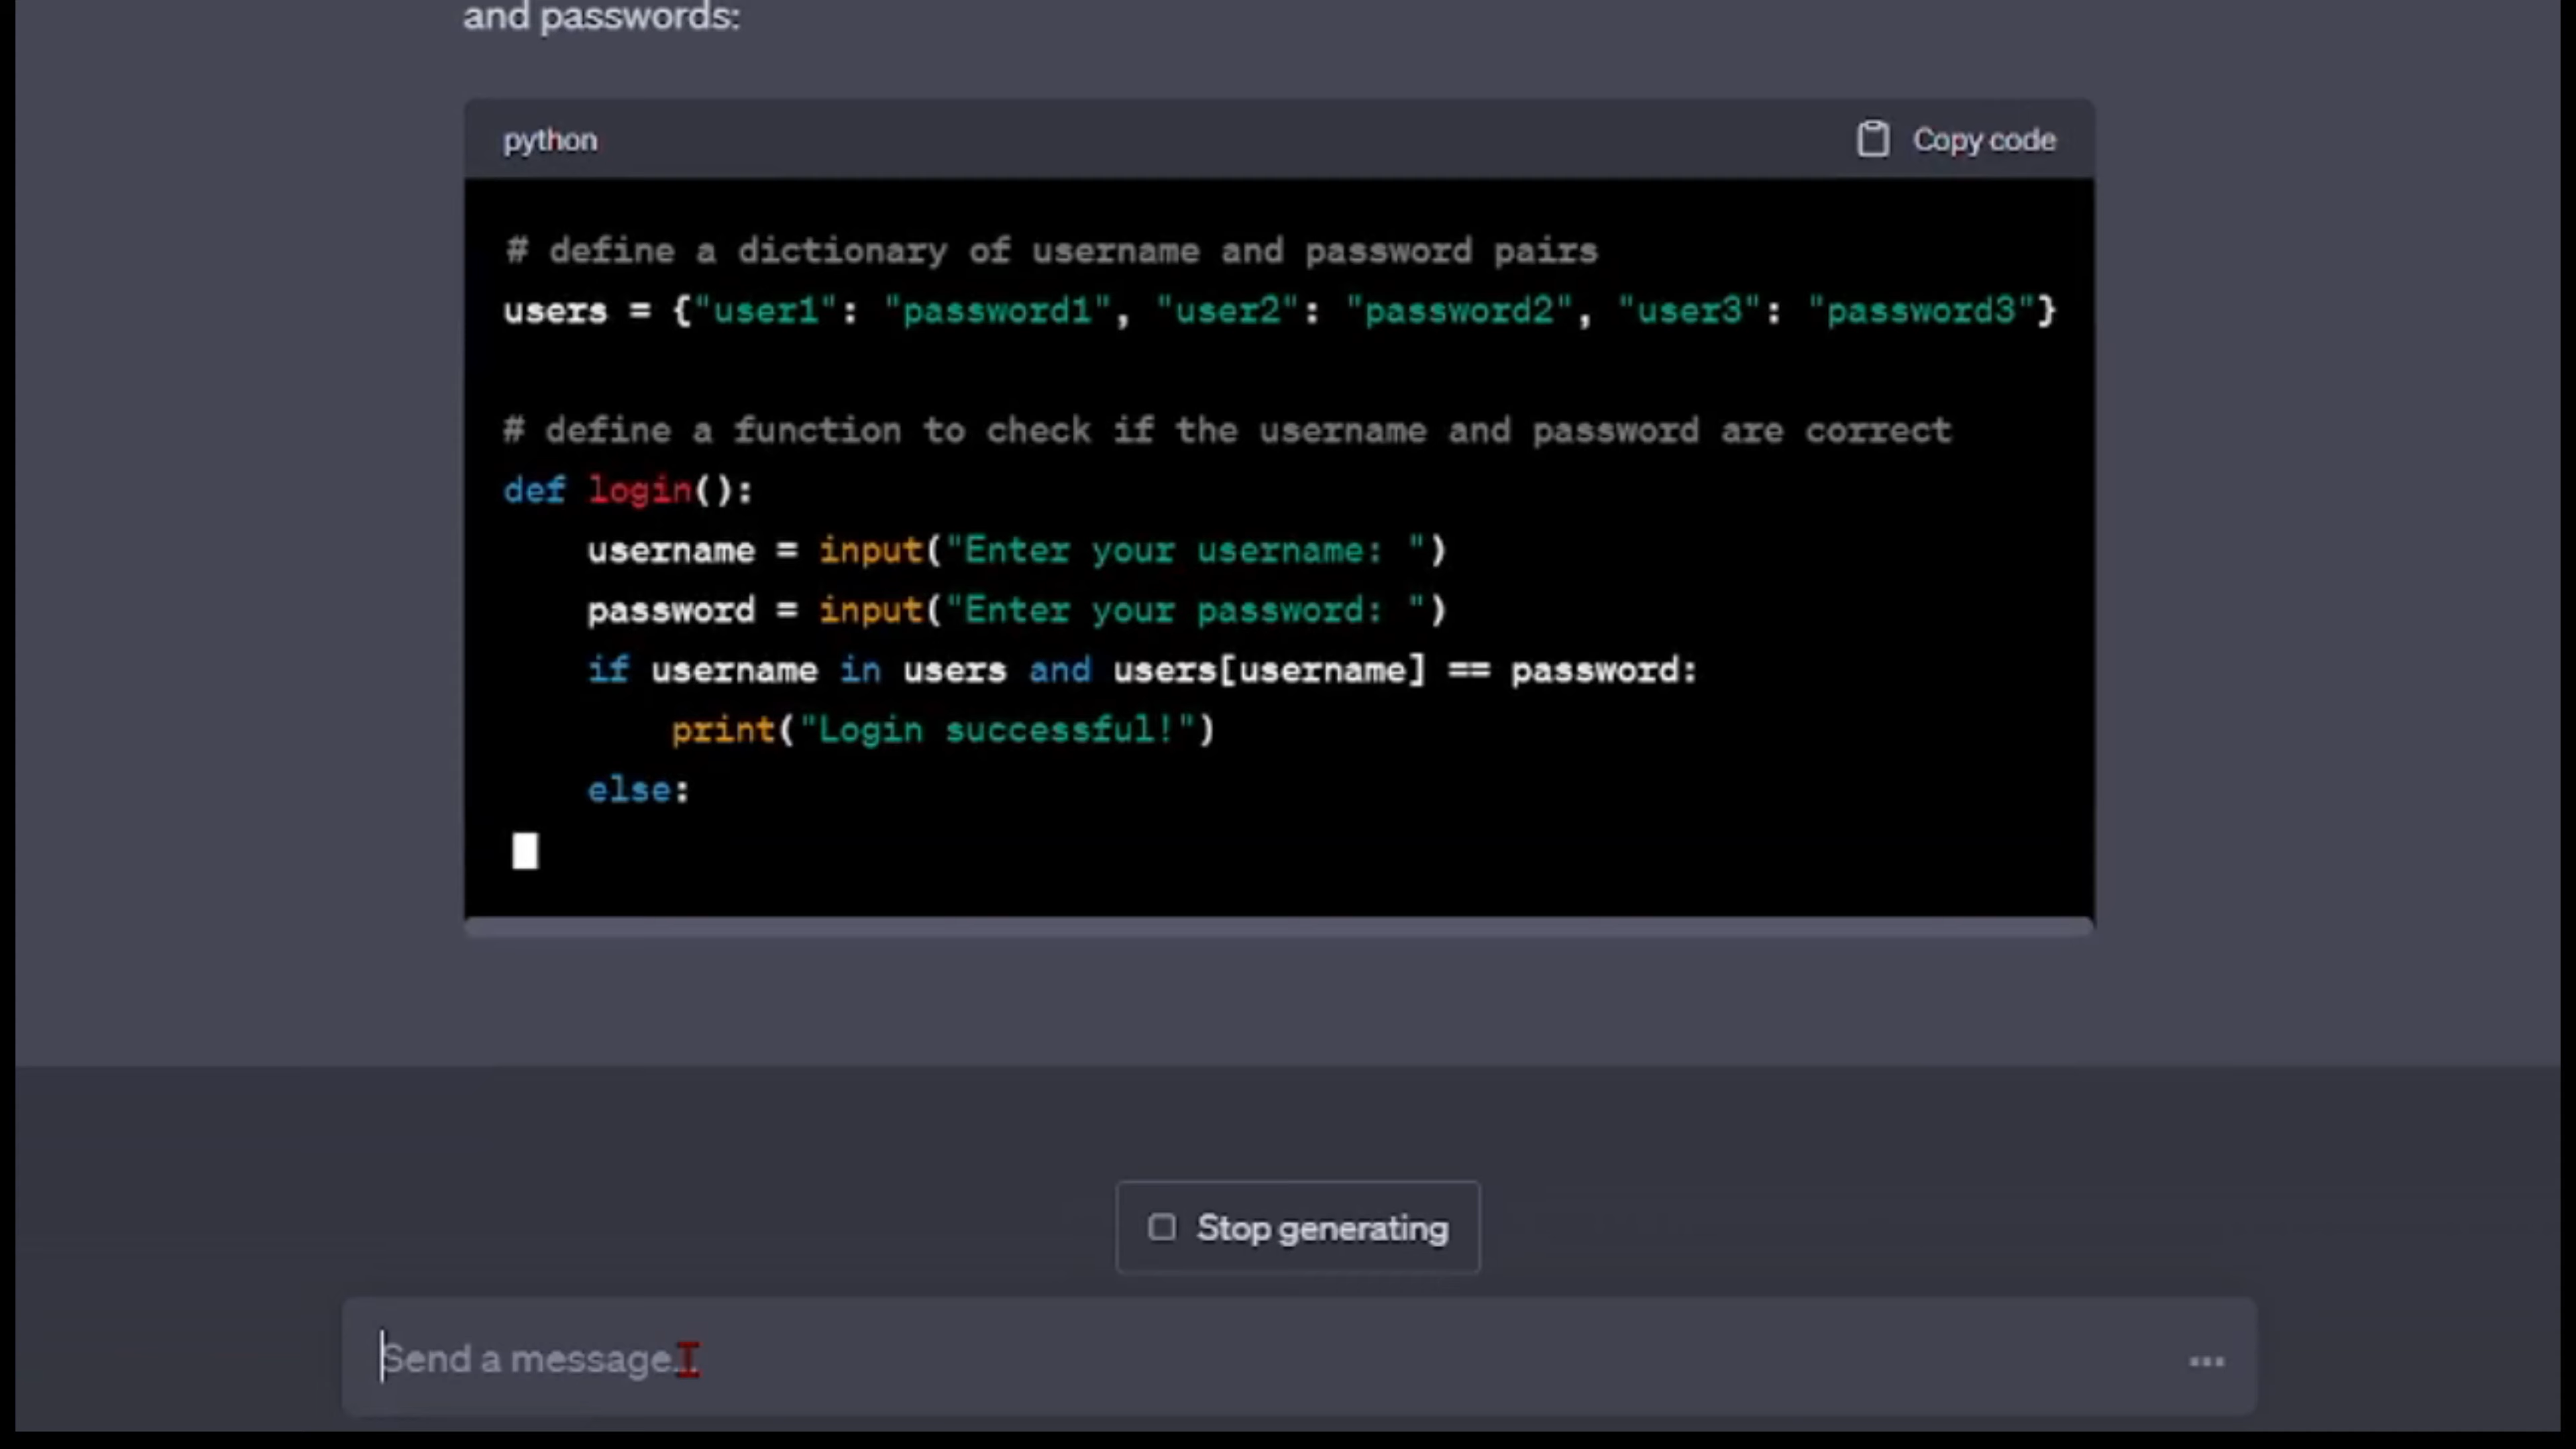 and passwords:
python
Copy code
# define a dictionary of username and password pairs
users = {"user1": "password1", "user2": "password2", "user3": "password3"}
# define a function to check if the username and password are correct
def login():
    username = input("Enter your username: ")
    password = input("Enter your password: ")
    if username in users and users[username] == password:
        print("Login successful!")
    else:
Stop generating
Send a message...